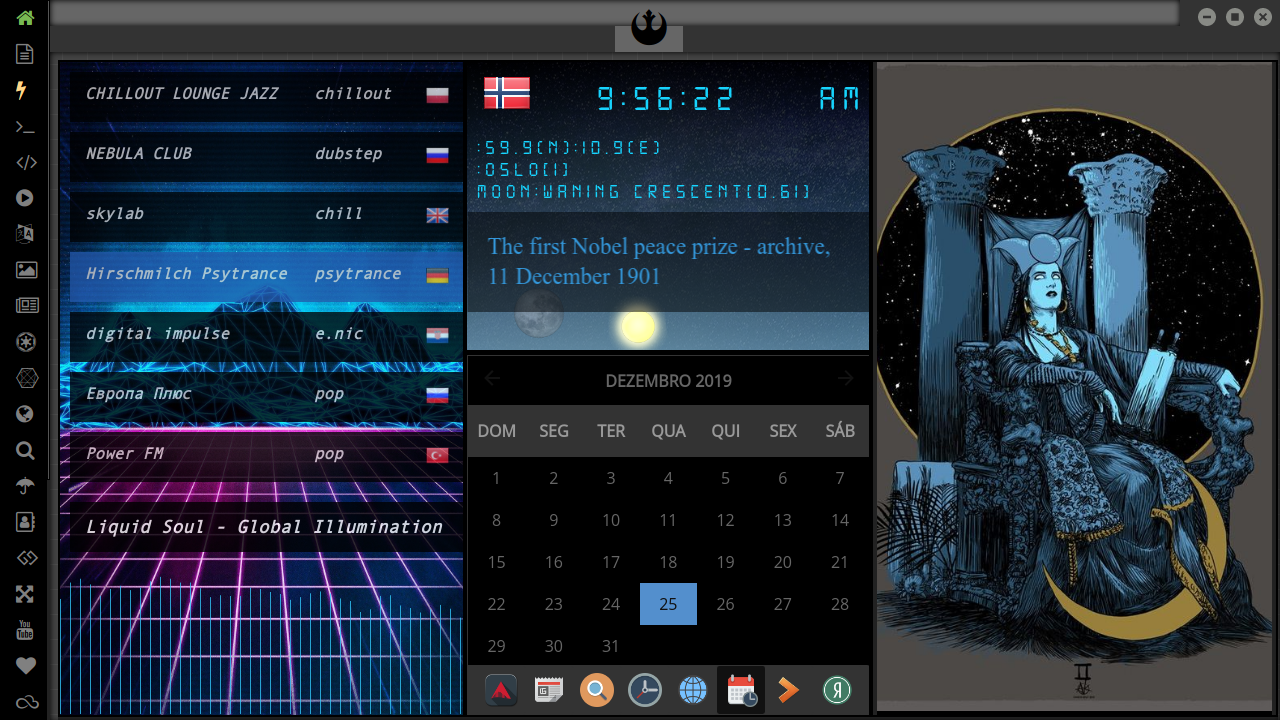 CHILLOUT LOUNGE JAZZ chillout
NEBULA CLUB dubstep
skylab chill
Hirschmilch Psytrance psytrance
digital impulse e.nic
Европа Плюс pop
Power FM pop
Liquid Soul - Global Illumination
9:56:22 AM
:59.9(N):10.9(E)
:OSLO(1)
MOON:WANING CRESCENT(0.61)
The first Nobel peace prize - archive,
11 December 1901
DEZEMBRO 2019
DOM SEG TER QUA QUI SEX SÁB
1 2 3 4 5 6 7
8 9 10 11 12 13 14
15 16 17 18 19 20 21
22 23 24 25 26 27 28
29 30 31
You
Tube
Я
II